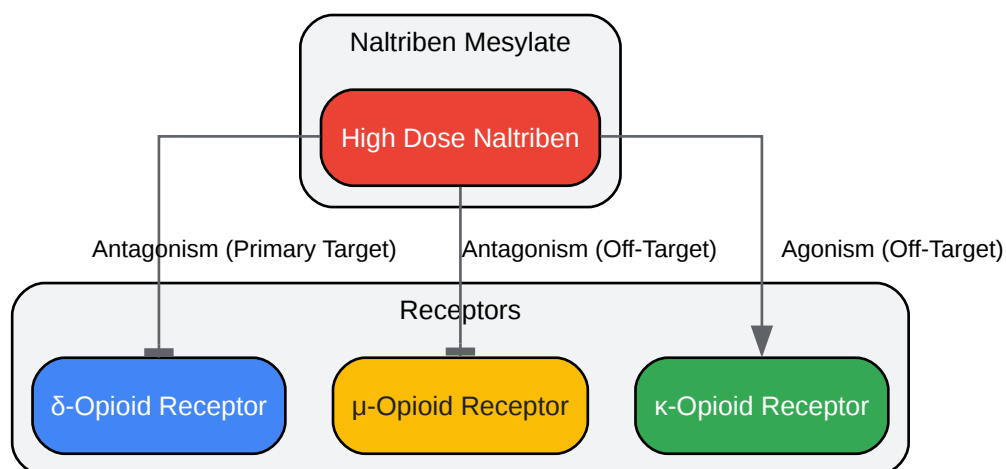 Naltriben Mesylate
High Dose Naltriben
Antagonism (Primary Target)
Antagonism (Off-Target)
Agonism (Off-Target)
Receptors
δ-Opioid Receptor
μ-Opioid Receptor
κ-Opioid Receptor